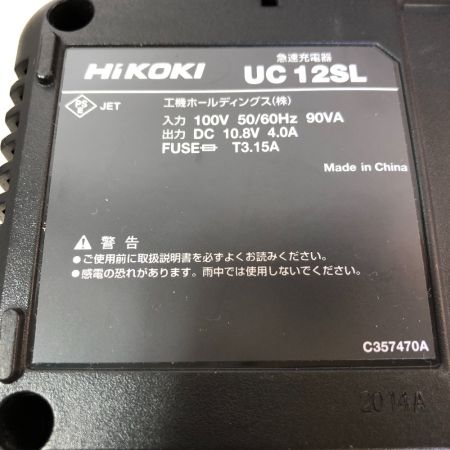 HiKOKI
急速充電器
UC 12SL
PS
E
JET
工機ホールディングス(株)
入力 100V 50/60Hz 90VA
出力 DC 10.8V 4.0A
FUSE T3.15A
Made in China
警告
●ご使用前に取扱説明書を必ずよくお読みください。
●感電の恐れがあります。雨中では使用しないでください。
C357470A
2014A